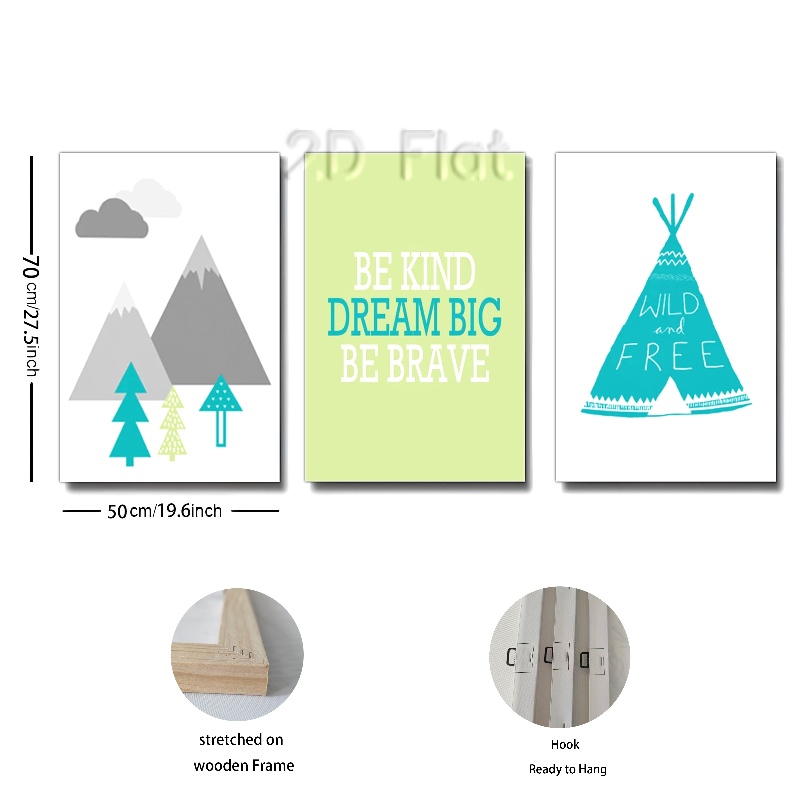 2.D Flat
70 cm/27.5inch
BE KIND
DREAM BIG
BE BRAVE
WILD
and
FREE
50cm/19.6inch
stretched on
wooden Frame
Hook
Ready to Hang